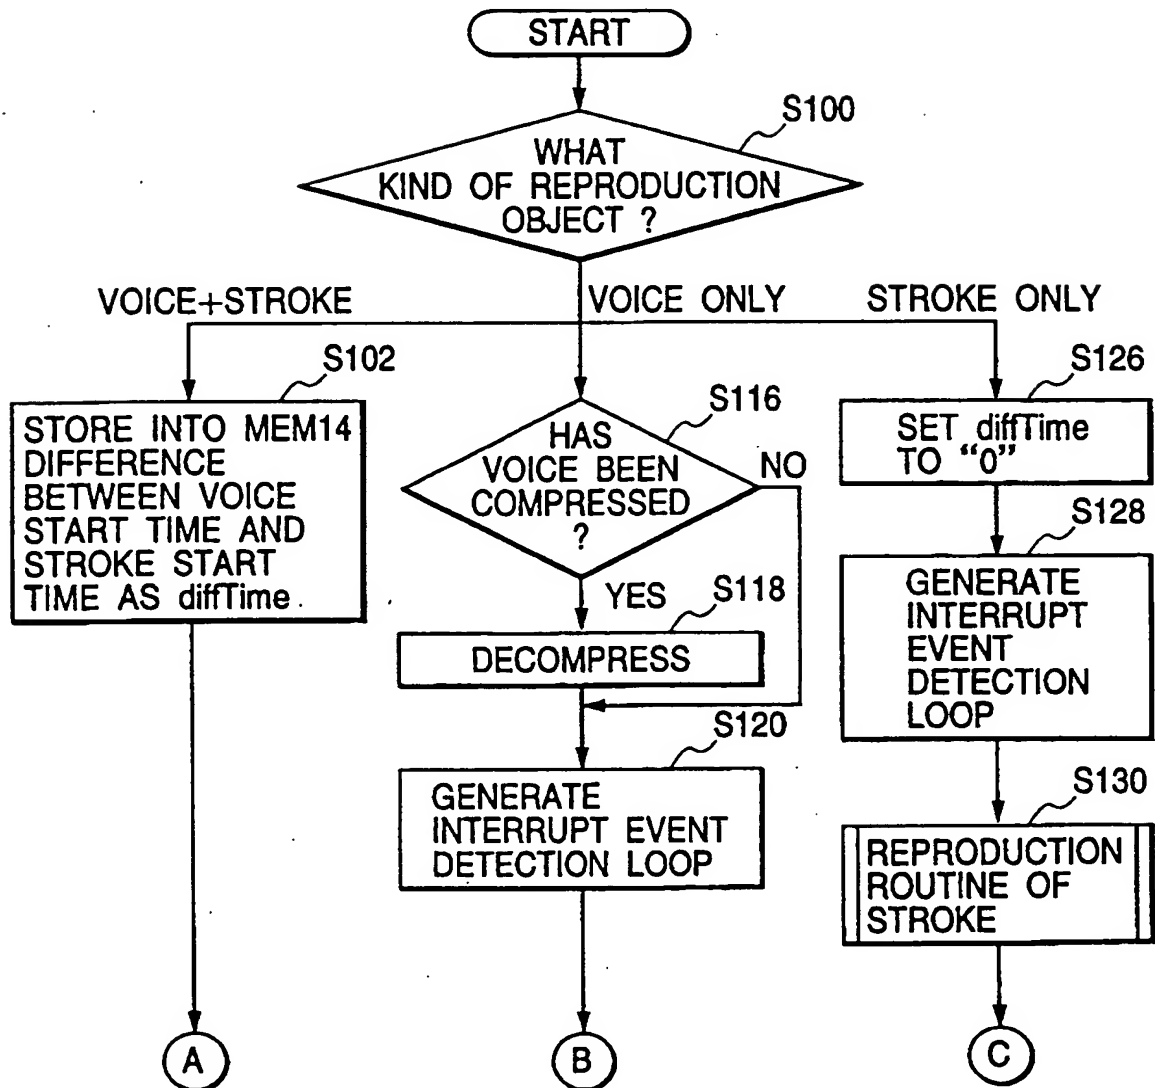 START
S100
WHAT
KIND OF REPRODUCTION
OBJECT ?
VOICE+STROKE
VOICE ONLY
STROKE ONLY
S102
STORE INTO MEM14
DIFFERENCE
BETWEEN VOICE
START TIME AND
STROKE START
TIME AS diffTime
S116
HAS
VOICE BEEN
COMPRESSED
?
NO
YES
S118
DECOMPRESS
S120
GENERATE
INTERRUPT EVENT
DETECTION LOOP
S126
SET diffTime
TO “0”
S128
GENERATE
INTERRUPT
EVENT
DETECTION
LOOP
S130
REPRODUCTION
ROUTINE OF
STROKE
A
B
C